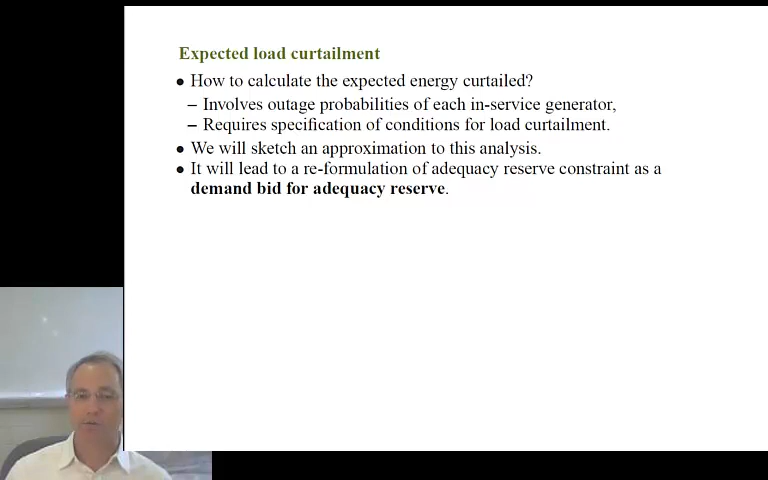 Expected load curtailment
● How to calculate the expected energy curtailed?
– Involves outage probabilities of each in-service generator,
– Requires specification of conditions for load curtailment.
● We will sketch an approximation to this analysis.
● It will lead to a re-formulation of adequacy reserve constraint as a
demand bid for adequacy reserve.